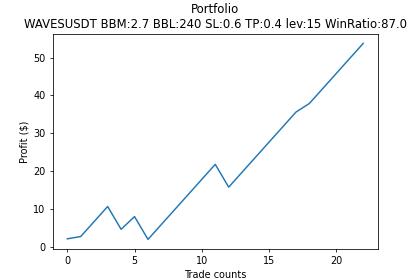 Portfolio
WAVESUSDT BBM:2.7 BBL:240 SL:0.6 TP:0.4 lev:15 WinRatio:87.0
50
40
30
20
10
0
Profit ($)
0 5 10 15 20
Trade counts